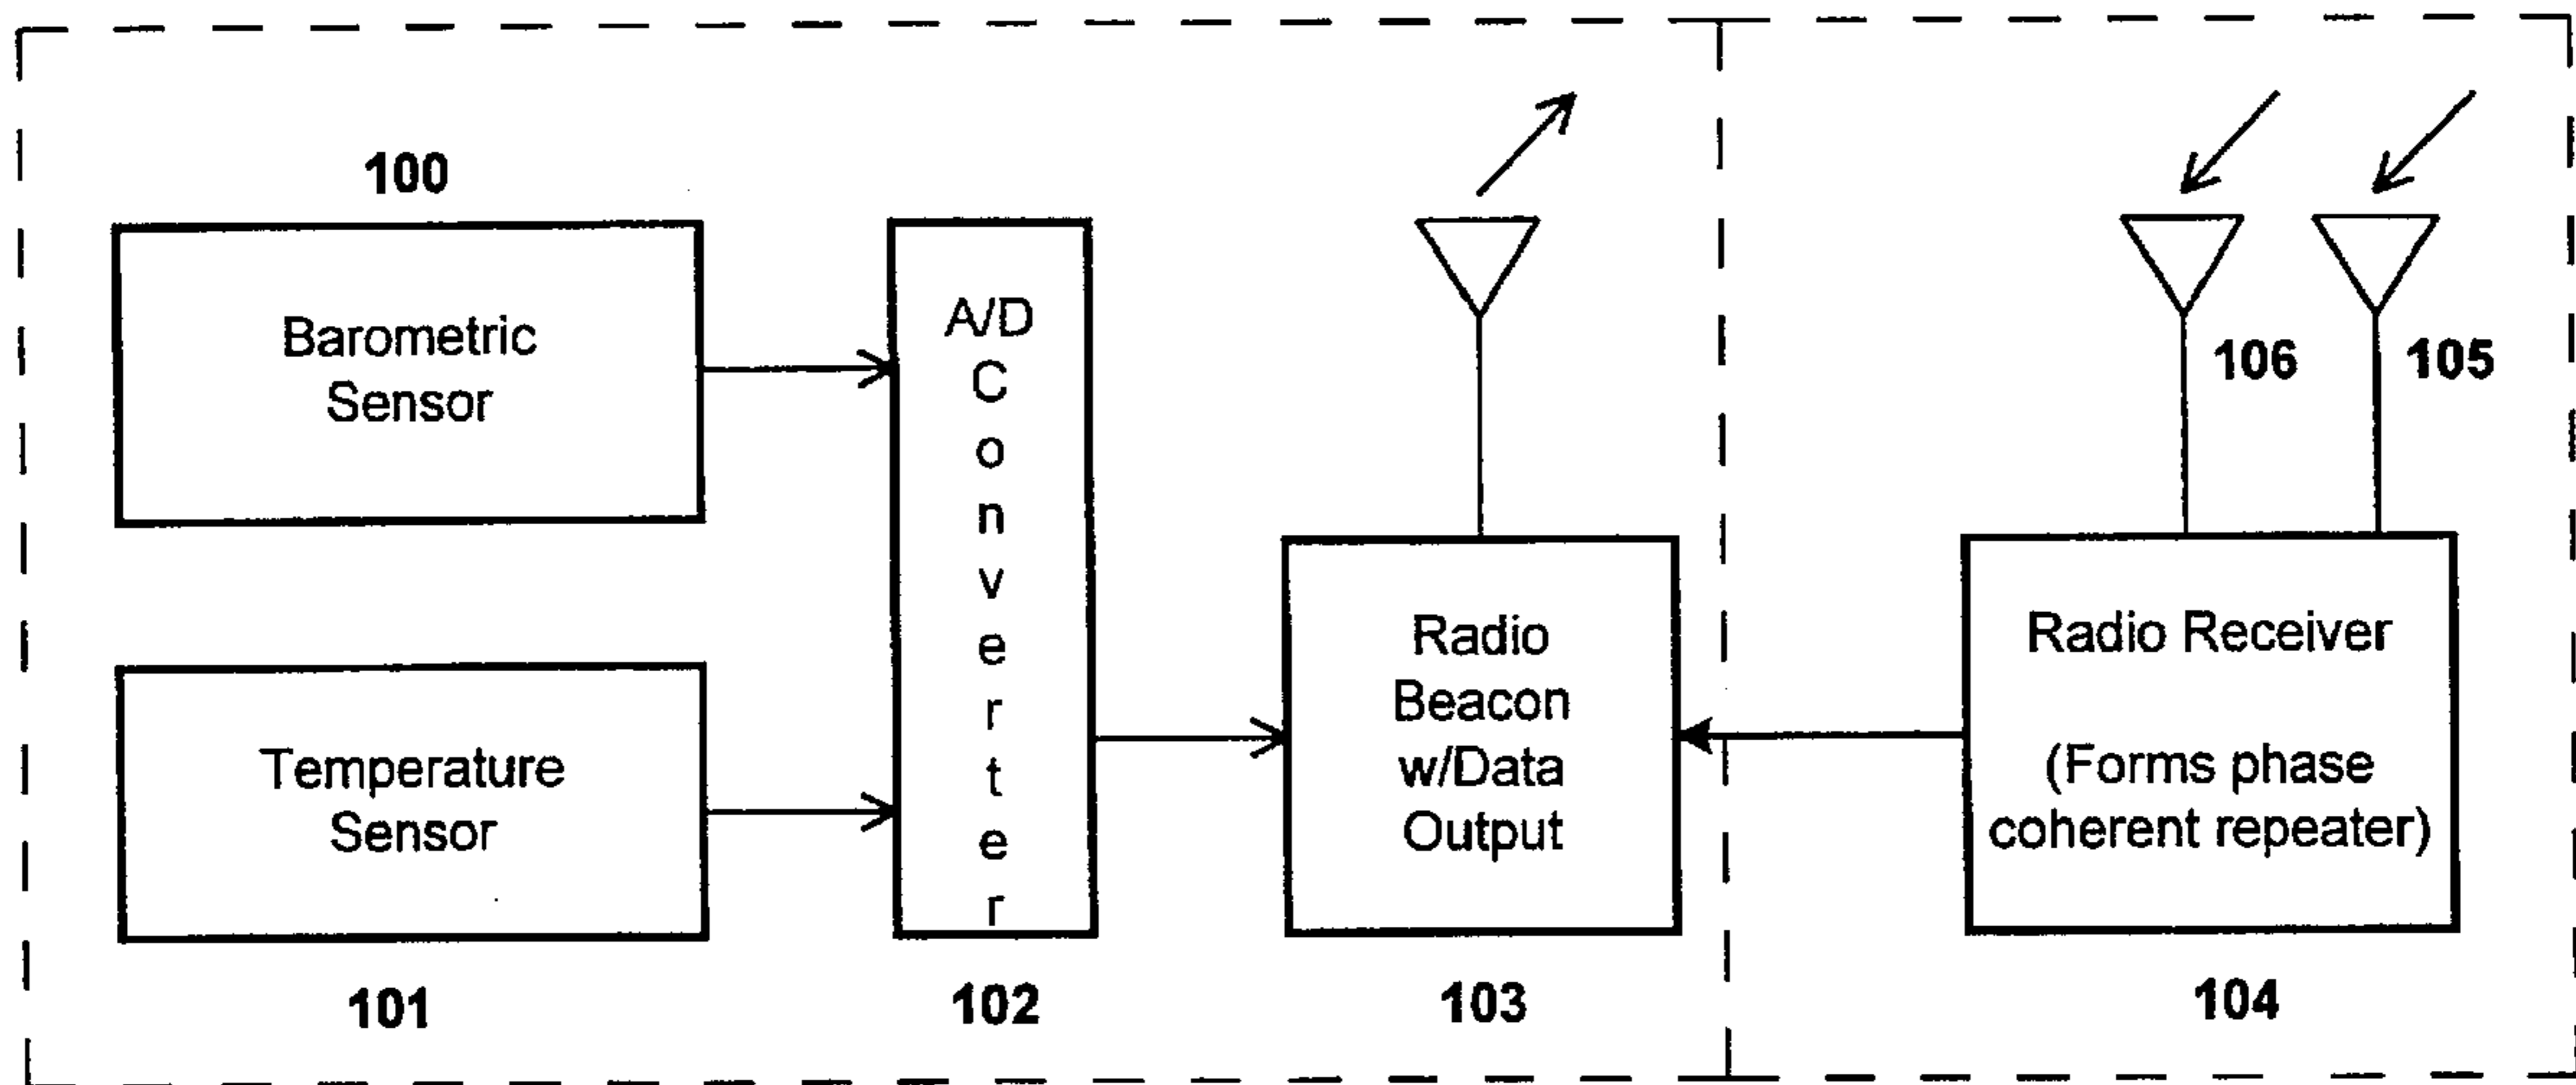 100
Barometric
Sensor
Temperature
Sensor
101
A/D
C
o
n
v
e
r
t
e
r
102
Radio
Beacon
w/Data
Output
103
106
105
Radio Receiver
(Forms phase
coherent repeater)
104